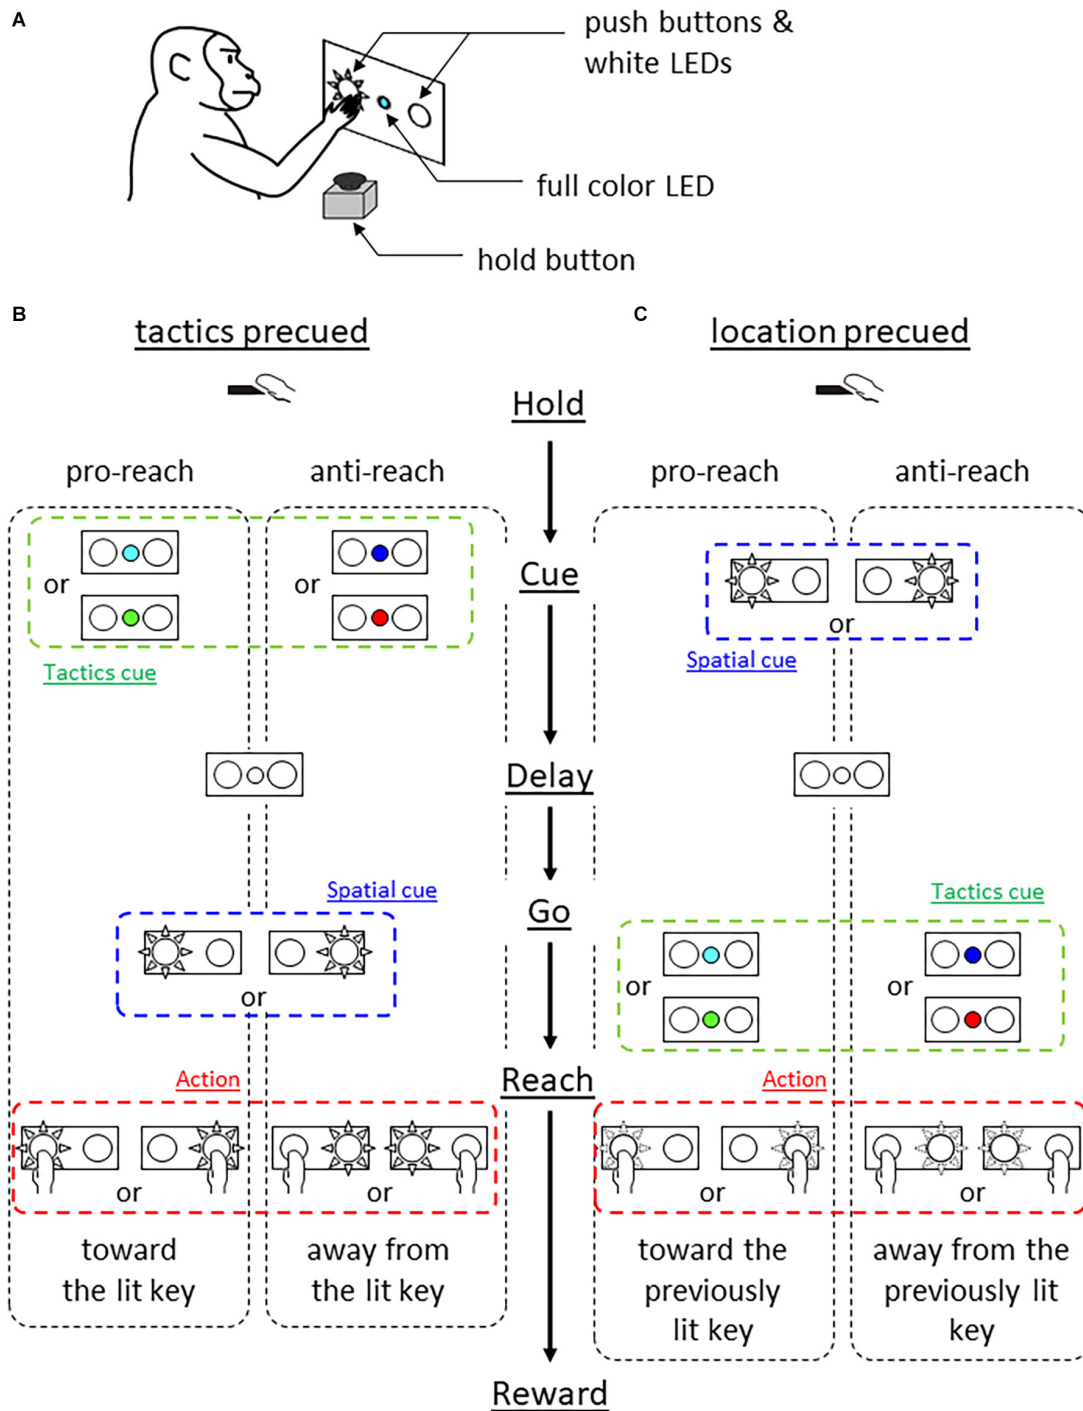 A
push buttons &
white LEDs
full color LED
hold button
B
tactics precued
C
location precued
Hold
pro-reach
anti-reach
pro-reach
anti-reach
or
or
Cue
or
Tactics cue
Spatial cue
Delay
Spatial cue
Go
Tactics cue
or
or
or
Action
Reach
Action
or
or
or
or
toward
the lit key
away from
the lit key
toward the
previously
lit key
away from the
previously lit
key
Reward